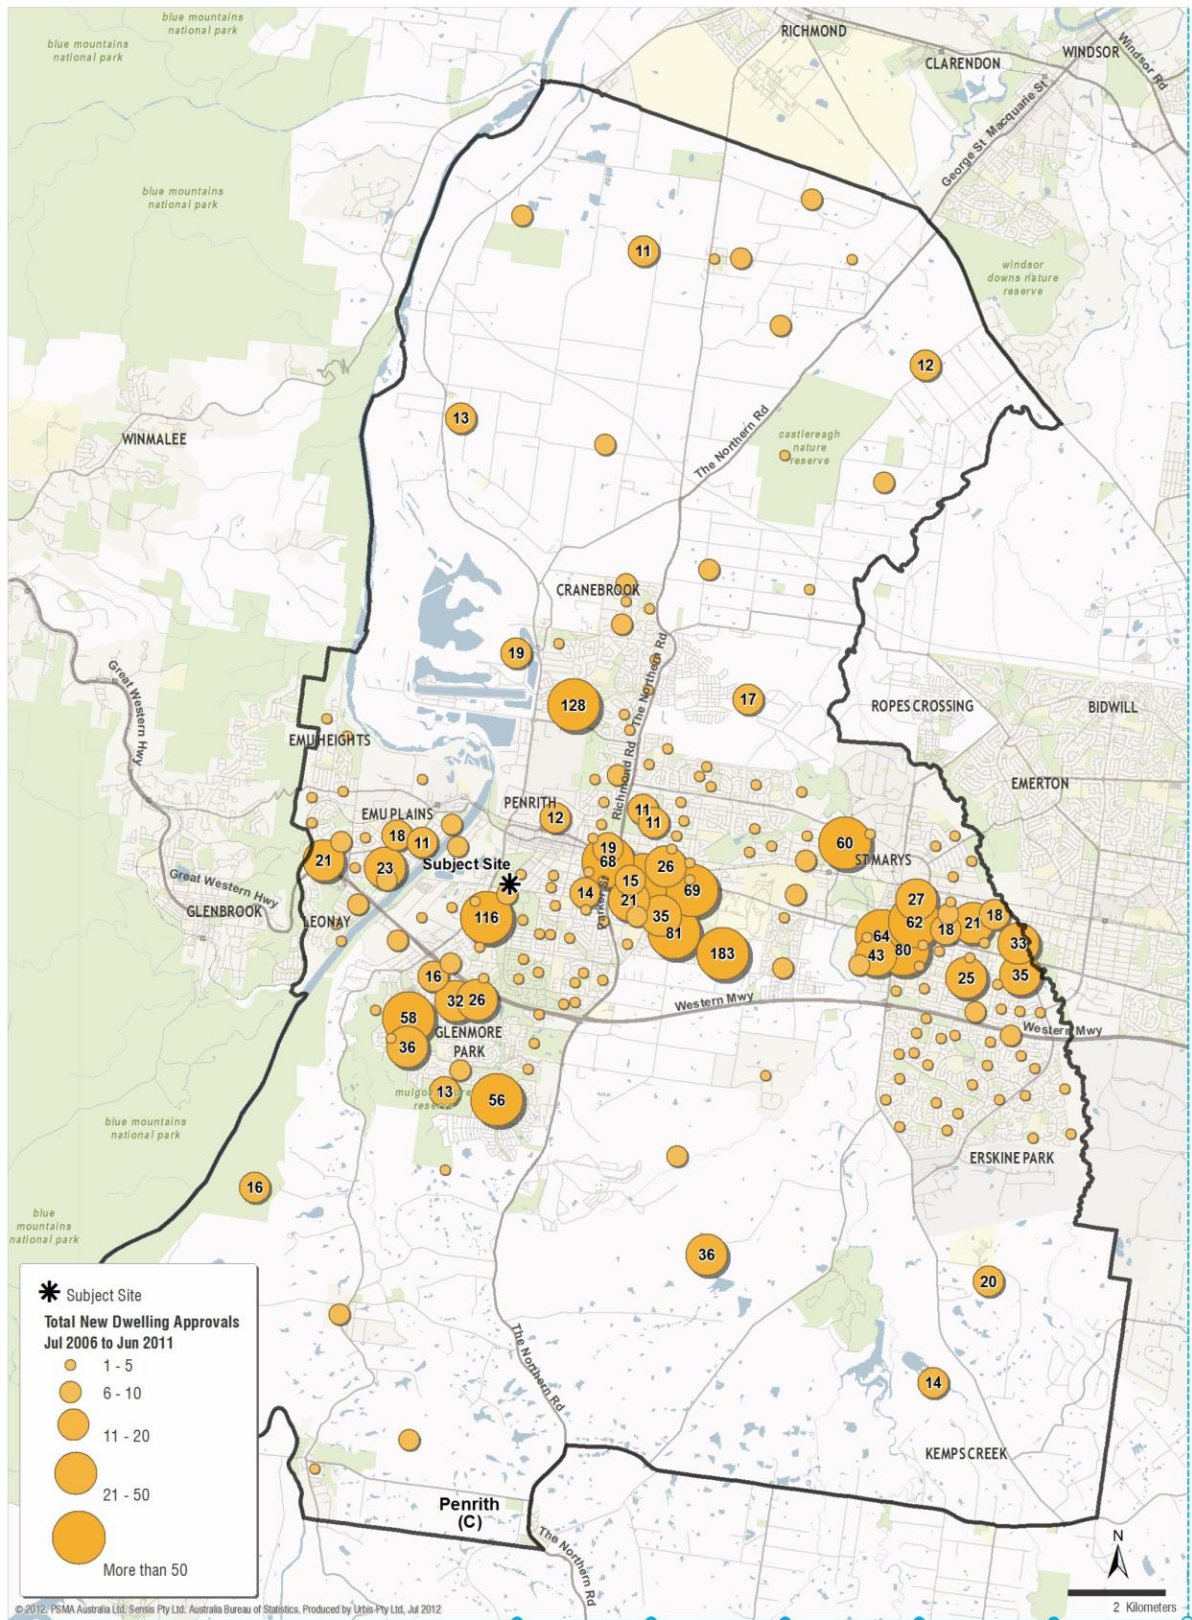 blue mountains
national park
blue mountains
national park
RICHMOND
WINDSOR
CLARENDON
Windsor Rd
George St
Macquarie St
blue mountains
national park
11
windsor
downs nature
reserve
12
13
WINMALEE
The Northern Rd
castlereagh
nature
reserve
CRANEBROOK
19
The Northern Rd
128
17
ROPES CROSSING
BIDWILL
Great Western Hwy
EMU HEIGHTS
EMERTON
Richmond Rd
PENRITH
EMU PLAINS
12
11
11
18
11
60
ST MARYS
21
23
19
68
26
Subject Site
Great Western Hwy
GLENBROOK
LEONAY
116
14
Parker St
15
21
69
35
81
183
27
62
64
80
43
18
21
18
33
25
35
16
32
26
58
36
GLENMORE
PARK
Western Mwy
Western Mwy
13
56
blue mountains
national park
16
ERSKINE PARK
blue
mountains
national park
36
20
14
The Northern Rd
KEMPS CREEK
Penrith
(C)
The Northern Rd
Subject Site
Total New Dwelling Approvals
Jul 2006 to Jun 2011
1 - 5
6 - 10
11 - 20
21 - 50
More than 50
N
2 Kilometers
© 2012. PSMA Australia Ltd, Sensis Pty Ltd, Australia Bureau of Statistics. Produced by Urbis Pty Ltd, Jul 2012